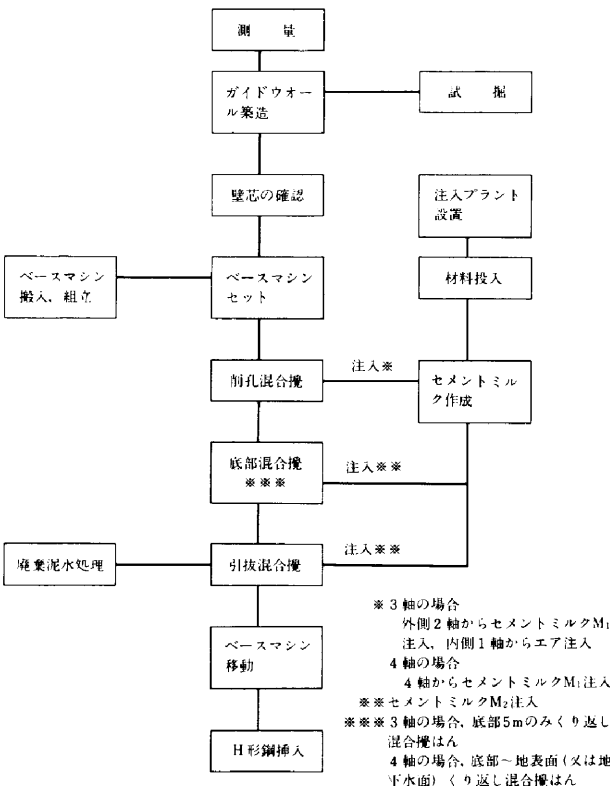 測 量
ガイドウオー
ル築造
試 掘
壁芯の確認
注入プラント
設置
ベースマシン
搬入、組立
ベースマシン
セット
材料投入
削孔混合攪
注入※
セメントミル
ク作成
底部混合攪
※※※
注入※※
廃棄泥水処理
引抜混合攪
注入※※
ベースマシン
移動
H形鋼挿入
※3軸の場合
外側2軸からセメントミルクM₁
注入、内側1軸からエア注入
4軸の場合
4軸からセメントミルクM₁注入
※※セメントミルクM₂注入
※※※3軸の場合、底部5mのみくり返し
混合攪はん
4軸の場合、底部~地表面(又は地
下水面)くり返し混合攪はん